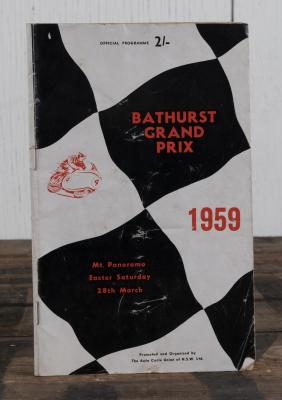 OFFICIAL PROGRAMME 2/-
BATHURST
GRAND
PRIX
1959
Mt. Panorama
Easter Saturday
28th March
Promoted and Organised by
The Auto Cycle Union of N.S.W. Ltd.